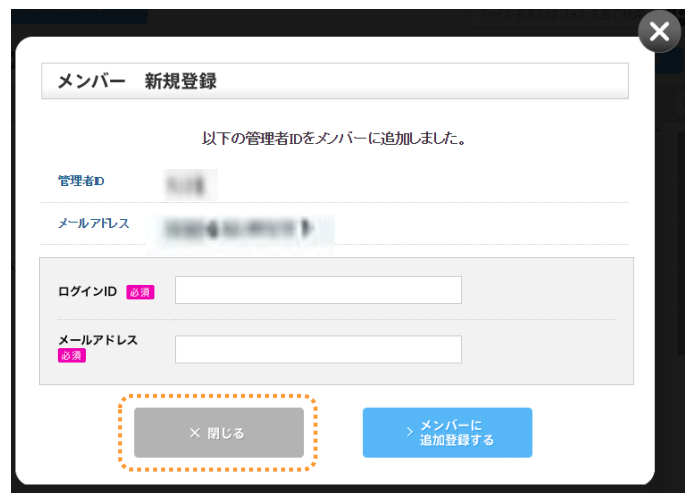 メンバー 新規登録
以下の管理者IDをメンバーに追加しました。
管理者ID
メールアドレス
ログインID 必須
メールアドレス
必須
× 閉じる
> メンバーに
追加登録する